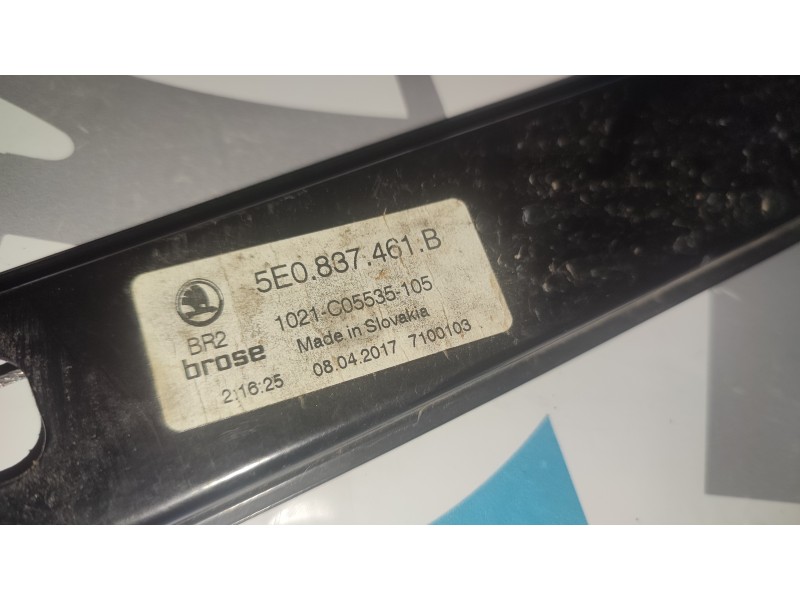 5E0.837.461.B
1021-C05535-105
BR2
Made in Slovakia
brose
08.04.2017 7100103
2:16:25